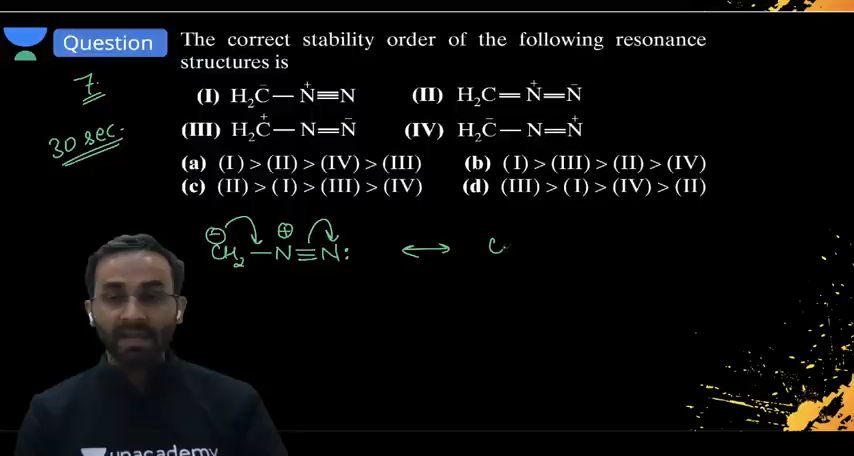 Question
The correct stability order of the following resonance
structures is
(I) H₂C̄ — N⁺≡N (II) H₂C═N⁺═N̄
(III) H₂C⁺ — N═N̄ (IV) H₂C̄ — N═N⁺
(a) (I) > (II) > (IV) > (III) (b) (I) > (III) > (II) > (IV)
(c) (II) > (I) > (III) > (IV) (d) (III) > (I) > (IV) > (II)
7.
30 sec.
⊖ ⊕
CH₂ — N ≡ N: ↔ C
unacademy